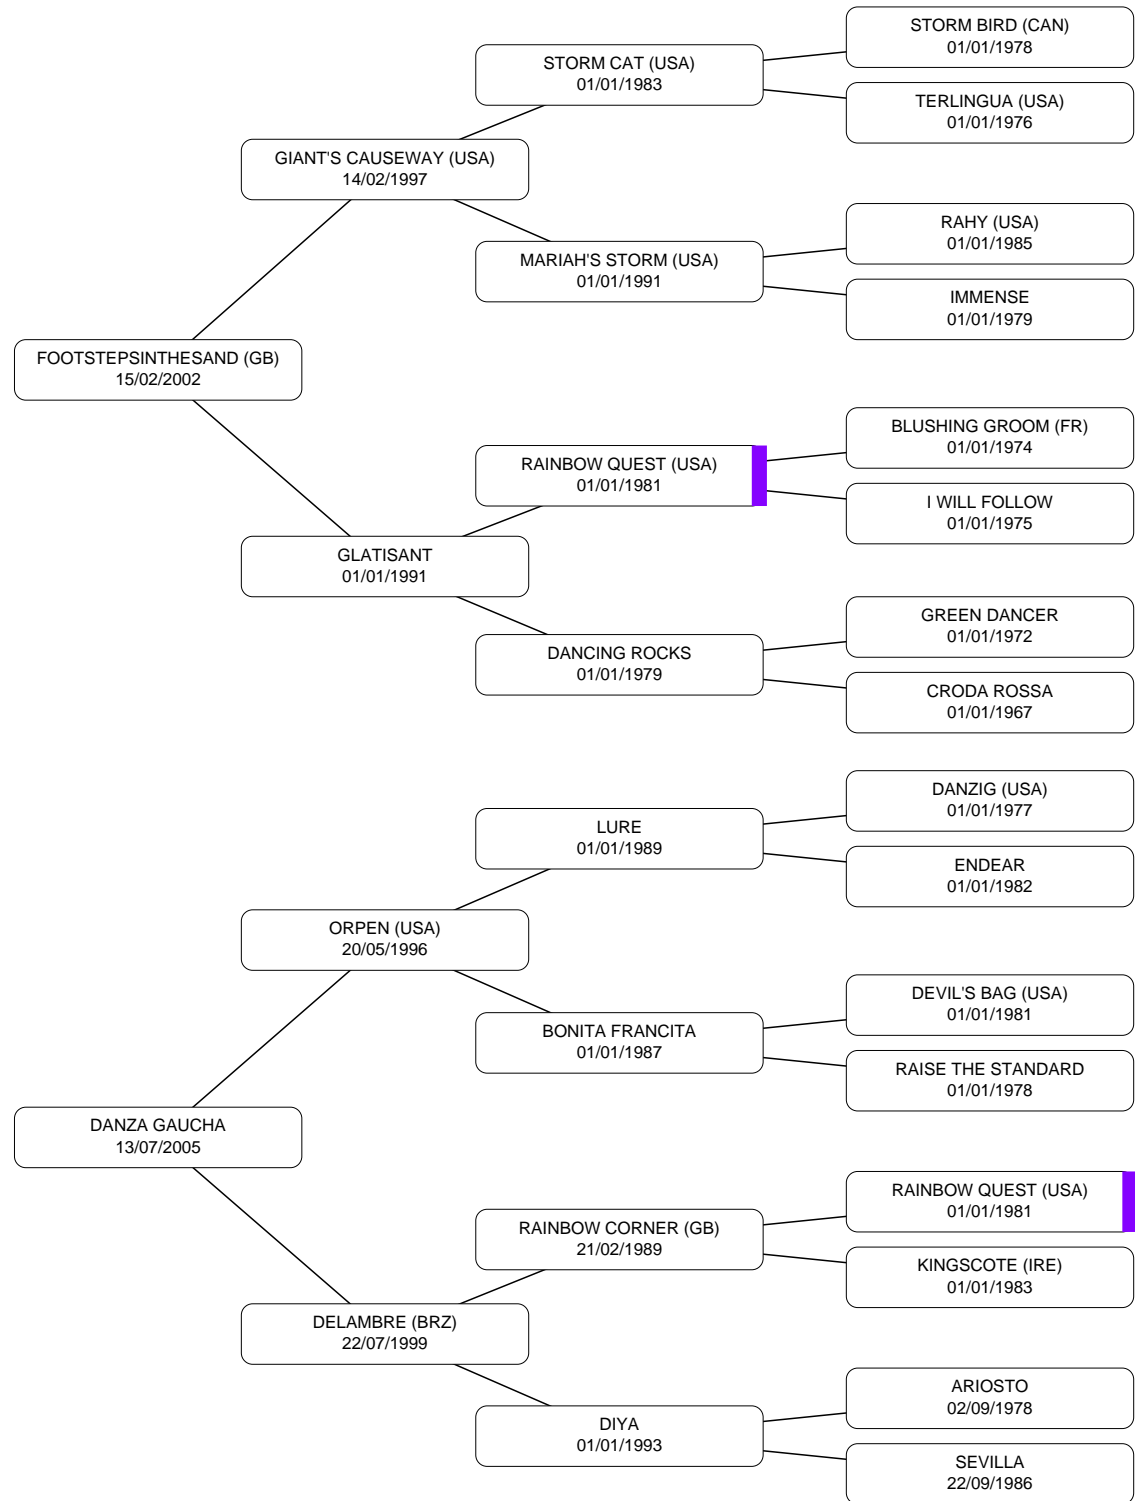 STORM BIRD (CAN)
01/01/1978
STORM CAT (USA)
01/01/1983
TERLINGUA (USA)
01/01/1976
GIANT'S CAUSEWAY (USA)
14/02/1997
RAHY (USA)
01/01/1985
MARIAH'S STORM (USA)
01/01/1991
IMMENSE
01/01/1979
FOOTSTEPSINTHESAND (GB)
15/02/2002
BLUSHING GROOM (FR)
01/01/1974
RAINBOW QUEST (USA)
01/01/1981
I WILL FOLLOW
01/01/1975
GLATISANT
01/01/1991
GREEN DANCER
01/01/1972
DANCING ROCKS
01/01/1979
CRODA ROSSA
01/01/1967
DANZIG (USA)
01/01/1977
LURE
01/01/1989
ENDEAR
01/01/1982
ORPEN (USA)
20/05/1996
DEVIL'S BAG (USA)
01/01/1981
BONITA FRANCITA
01/01/1987
RAISE THE STANDARD
01/01/1978
DANZA GAUCHA
13/07/2005
RAINBOW QUEST (USA)
01/01/1981
RAINBOW CORNER (GB)
21/02/1989
KINGSCOTE (IRE)
01/01/1983
DELAMBRE (BRZ)
22/07/1999
ARIOSTO
02/09/1978
DIYA
01/01/1993
SEVILLA
22/09/1986